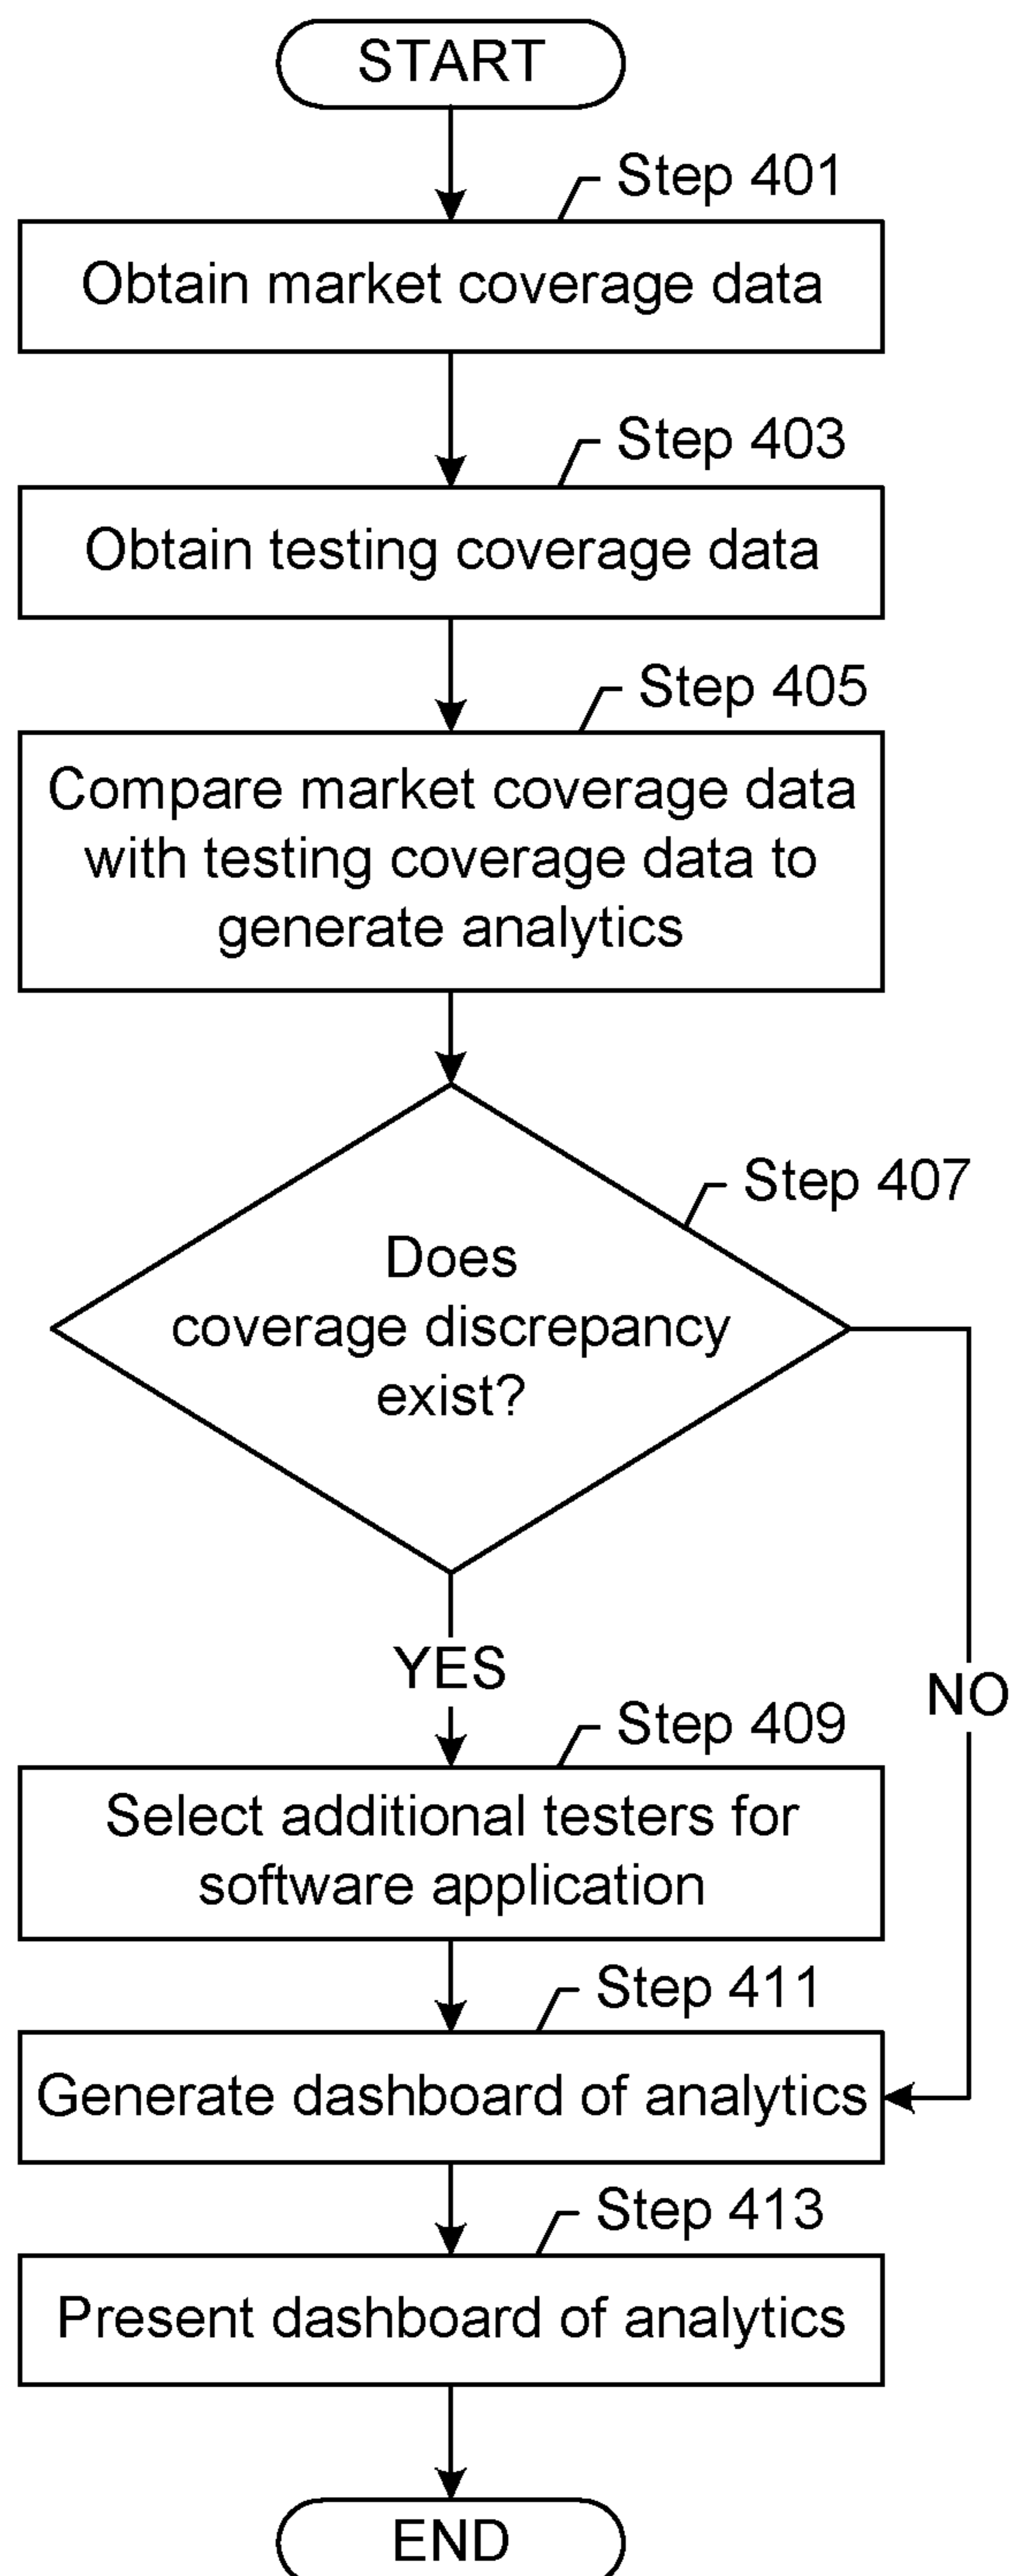 START
Step 401
Obtain market coverage data
Step 403
Obtain testing coverage data
Step 405
Compare market coverage data
with testing coverage data to
generate analytics
Step 407
Does
coverage discrepancy
exist?
YES
NO
Step 409
Select additional testers for
software application
Step 411
Generate dashboard of analytics
Step 413
Present dashboard of analytics
END